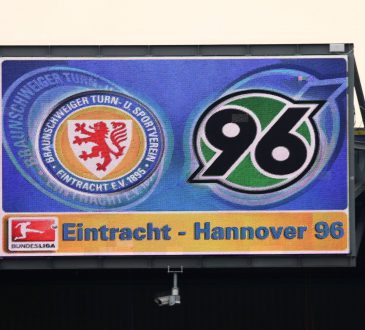 BRAUNSCHWEIGER TURN- U. SPORTVEREIN
· EINTRACHT E.V. 1895 ·
96
BUNDESLIGA
Eintracht - Hannover 96